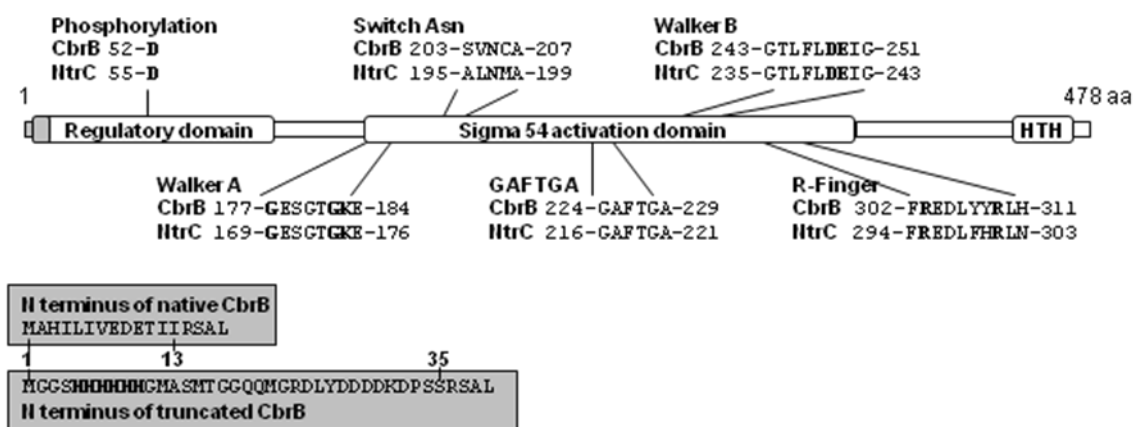 Phosphorylation
CbrB 52-D
NtrC 55-D
Switch Asn
CbrB 203-SVNCA-207
NtrC 195-ALNMA-199
Walker B
CbrB 243-GTLFLDEIG-251
NtrC 235-GTLFLDEIG-243
1
478 aa
Regulatory domain
Sigma 54 activation domain
HTH
Walker A
CbrB 177-GESGTGKE-184
NtrC 169-GESGTGKE-176
GAFTGA
CbrB 224-GAFTGA-229
NtrC 216-GAFTGA-221
R-Finger
CbrB 302-FREDLYYRLH-311
NtrC 294-FREDLFHRLN-303
N terminus of native CbrB
MAHILIVEDETIIRSAL
1 13 35
MGGSHHHHHHGMASMTGGQQMGRDLYDDDDKDPSSRSAL
N terminus of truncated CbrB